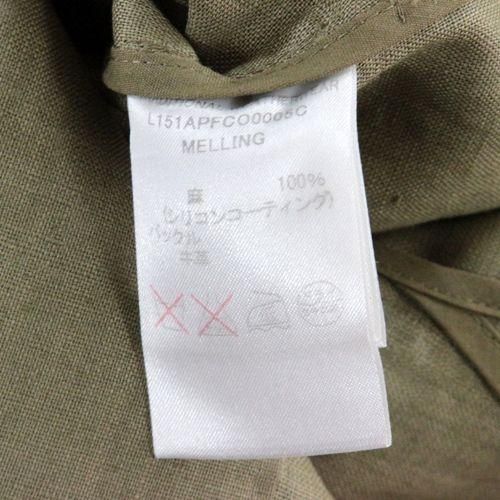 L151APFCO0005C
MELLING
麻 100%
(シリコンコーティング)
バックル
牛革